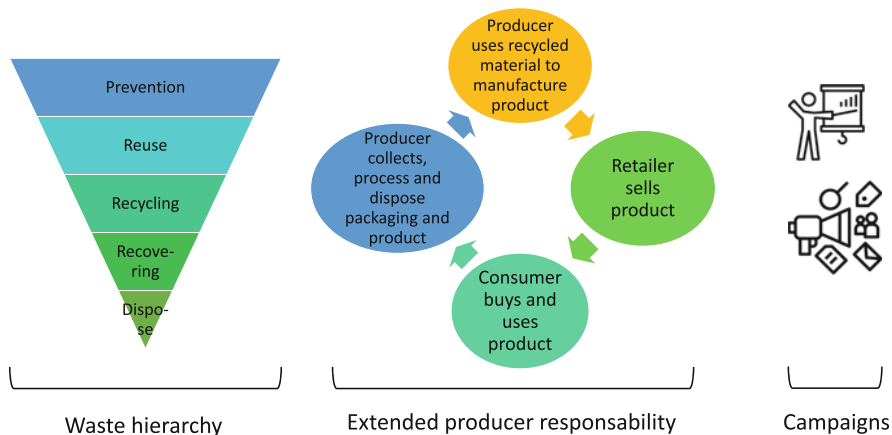 Prevention
Reuse
Recycling
Recove-
ring
Dispo-
se
Producer
uses recycled
material to
manufacture
product
Retailer
sells
product
Consumer
buys and
uses
product
Producer
collects,
process and
dispose
packaging and
product
Waste hierarchy
Extended producer responsability
Campaigns